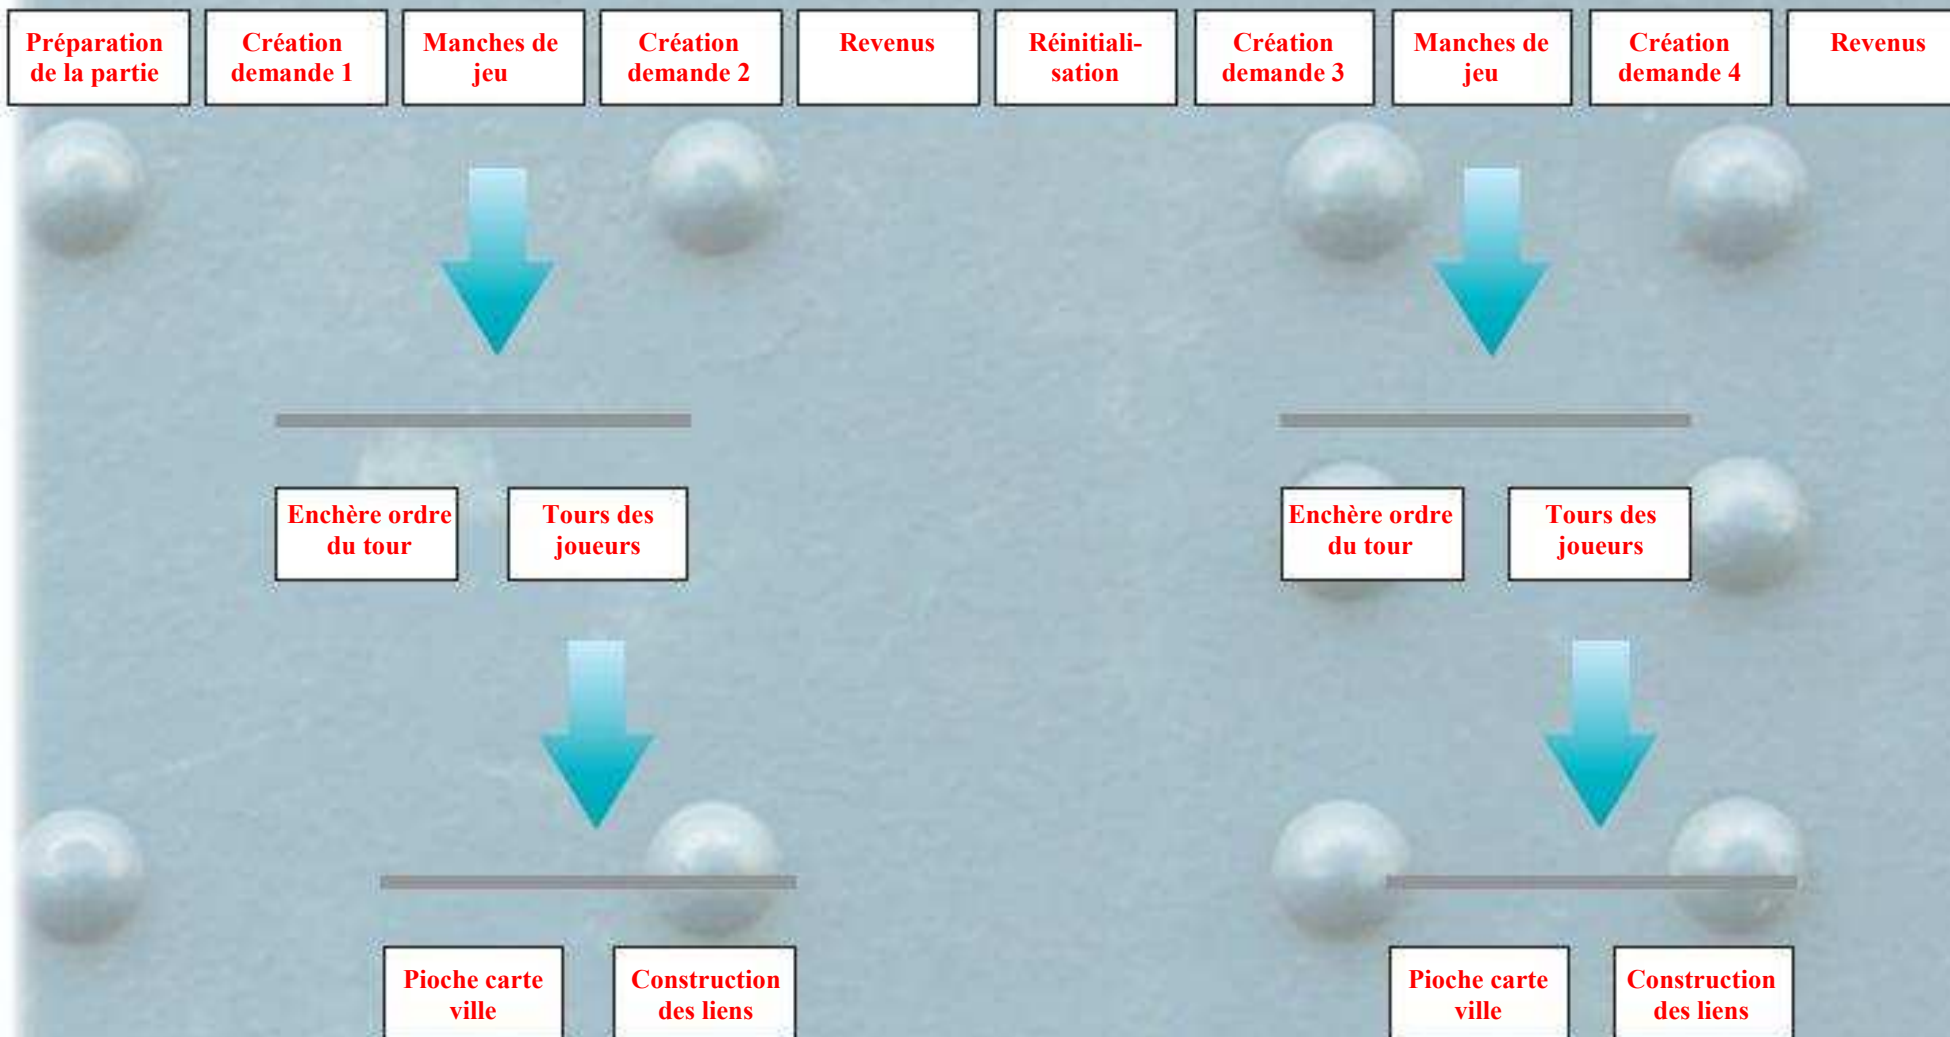 Préparation
de la partie
Création
demande 1
Manches de
jeu
Création
demande 2
Revenus
Réinitiali-
sation
Création
demande 3
Manches de
jeu
Création
demande 4
Revenus
Enchère ordre
du tour
Tours des
joueurs
Enchère ordre
du tour
Tours des
joueurs
Pioche carte
ville
Construction
des liens
Pioche carte
ville
Construction
des liens